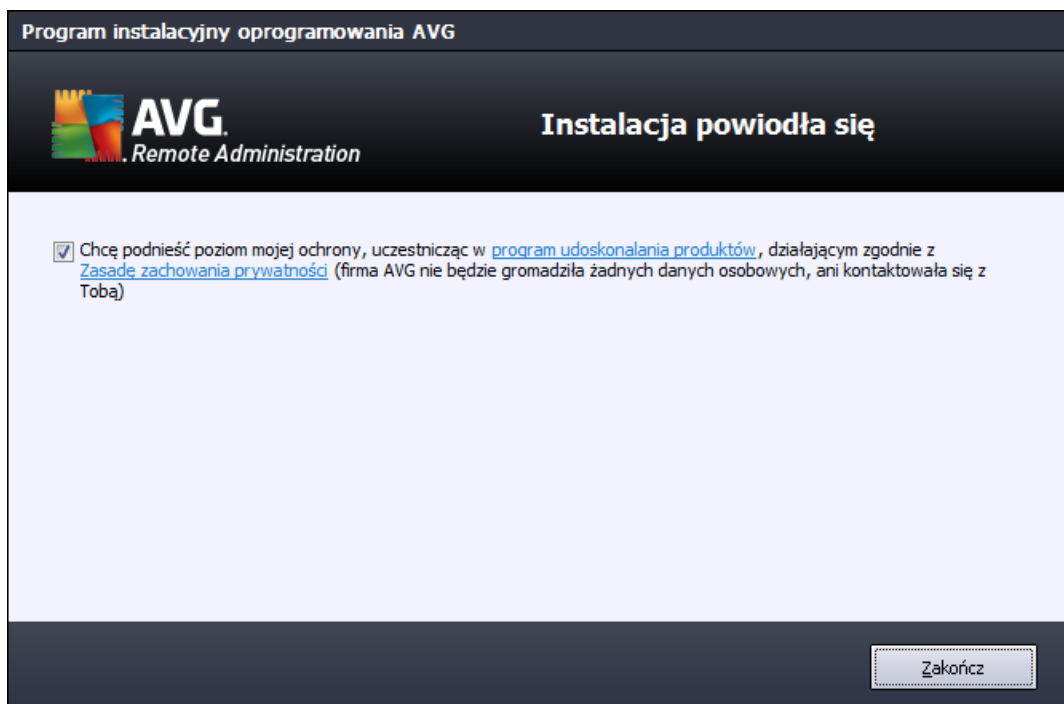 Program instalacyjny oprogramowania AVG
AVG.
Remote Administration
Instalacja powiodła się
Chcę podnieść poziom mojej ochrony, uczestnicząc w program udoskonalania produktów, działającym zgodnie z
Zasadę zachowania prywatności (firma AVG nie będzie gromadziła żadnych danych osobowych, ani kontaktowała się z
Tobą)
Zakończ